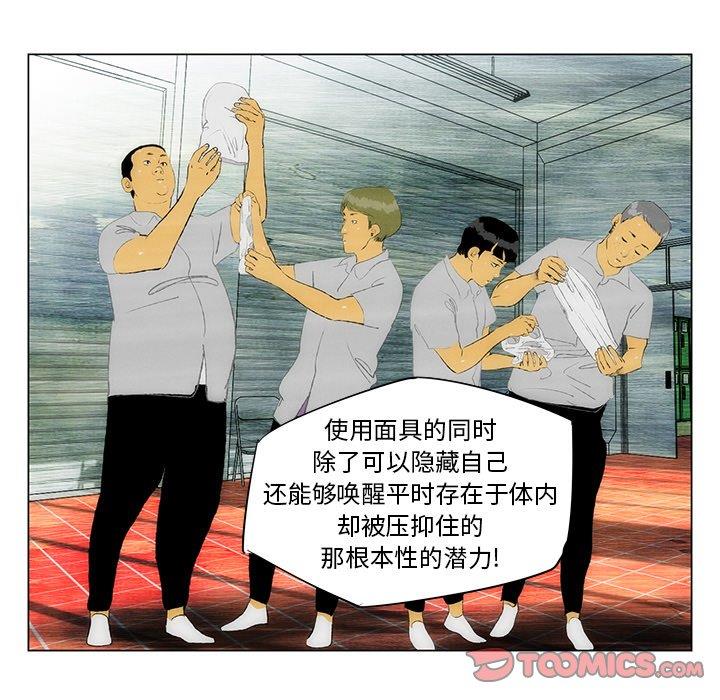 使用面具的同时
除了可以隐藏自己
还能够唤醒平时存在于体内
却被压抑住的
那根本性的潜力!
TOOMICS.COM